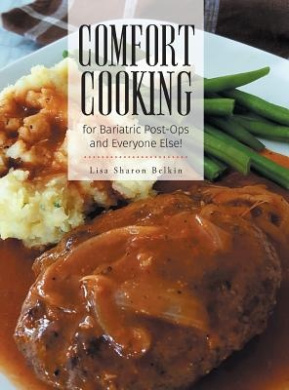 COMFORT
COOKING
for Bariatric Post-Ops
and Everyone Else!
Lisa Sharon Belkin